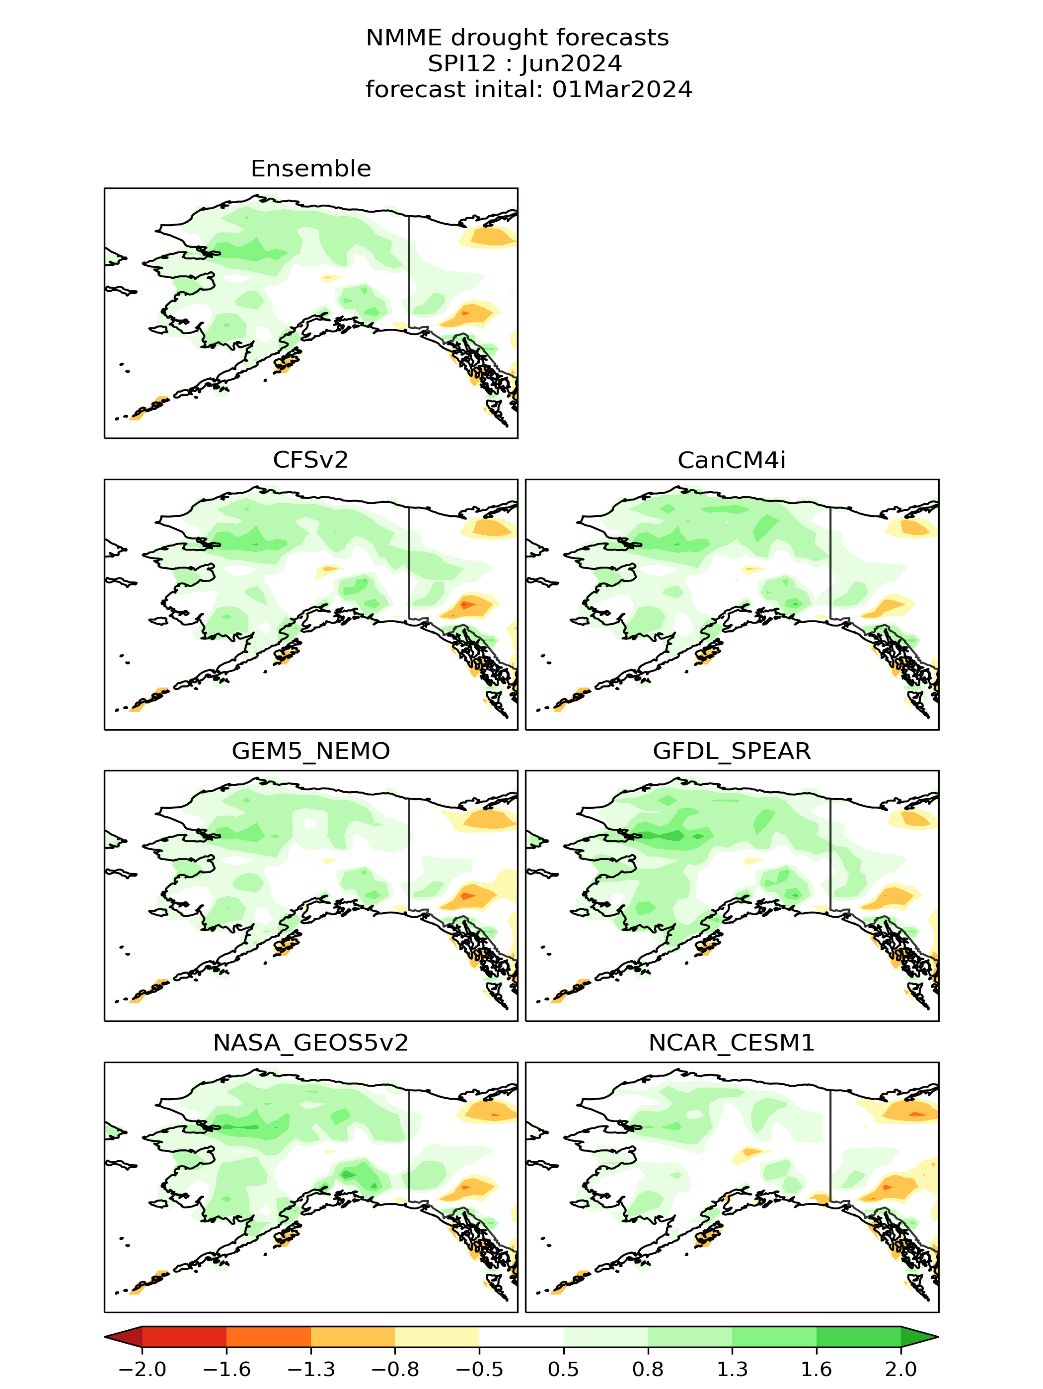 NMME drought forecasts
SPI12 : Jun2024
forecast inital: 01Mar2024
Ensemble
CFSv2
CanCM4i
GEM5_NEMO
GFDL_SPEAR
NASA_GEOS5v2
NCAR_CESM1
−2.0 −1.6 −1.3 −0.8 −0.5 0.5 0.8 1.3 1.6 2.0